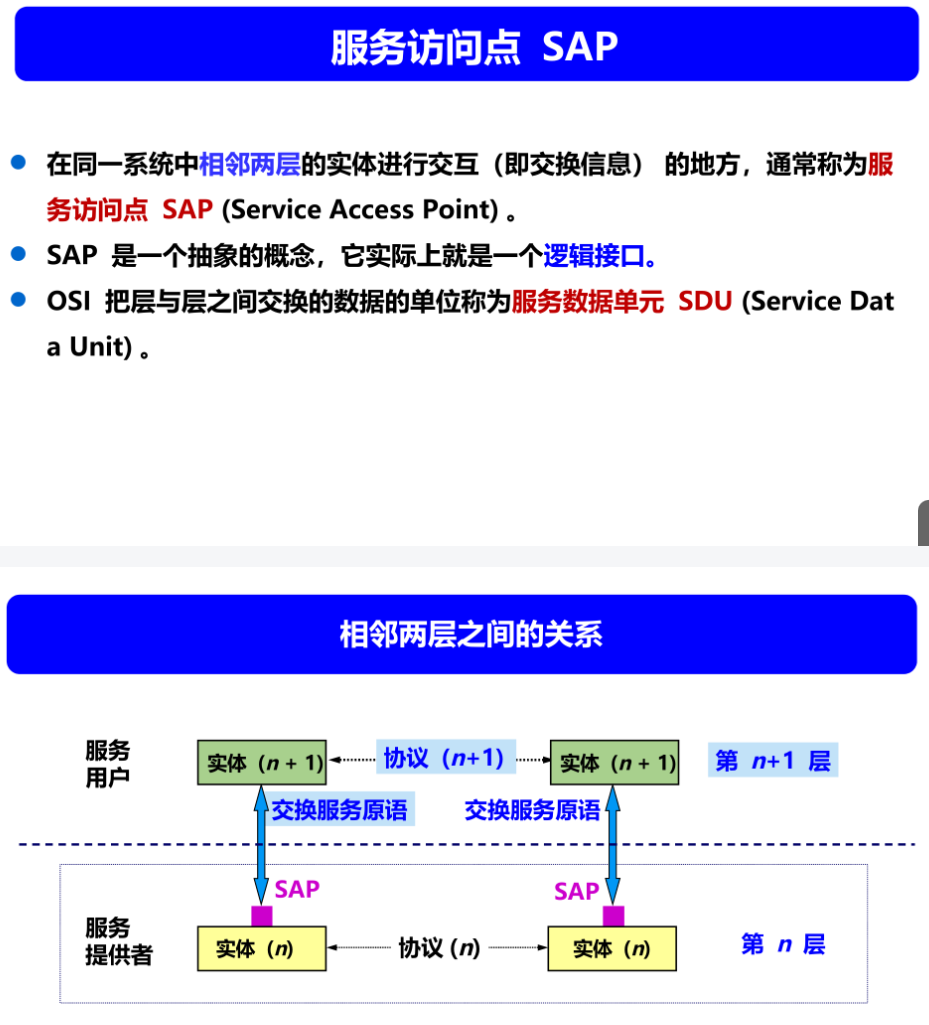 服务访问点 SAP
在同一系统中相邻两层的实体进行交互（即交换信息） 的地方，通常称为服
务访问点 SAP (Service Access Point) 。
SAP 是一个抽象的概念，它实际上就是一个逻辑接口。
OSI 把层与层之间交换的数据的单位称为服务数据单元 SDU (Service Dat
a Unit) 。
相邻两层之间的关系
服务
用户
实体（n + 1)
协议（n+1）
实体（n + 1)
第 n+1 层
交换服务原语
交换服务原语
SAP
SAP
服务
提供者
实体（n)
协议 (n)
实体（n)
第 n 层